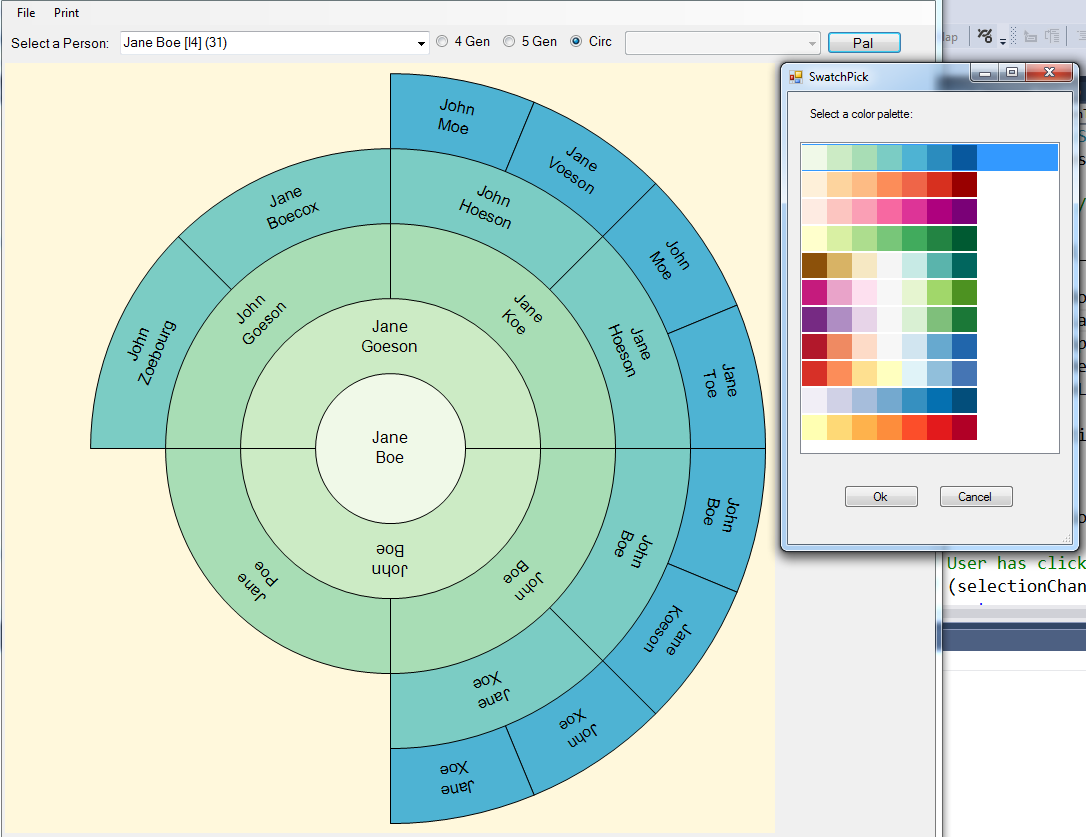 File Print
Select a Person: Jane Boe [I4] (31) 4 Gen 5 Gen Circ Pal
John
Moe
Jane
Voeson
John
Moe
Jane
Toe
John
Boe
Jane
Koeson
John
Xoe
Jane
Xoe
Jane
Boecox
John
Hoeson
Jane
Hoeson
John
Boe
Jane
Xoe
John
Zoebourg
John
Goeson
Jane
Koe
John
Boe
Jane
Poe
Jane
Goeson
John
Boe
Jane
Boe
SwatchPick
Select a color palette:
Ok Cancel
User has click
(selectionChan